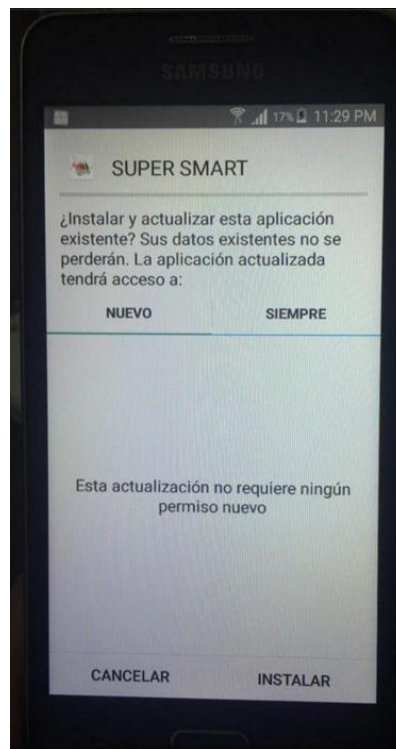 SAMSUNG
17% 11:29 PM
SUPER SMART
¿Instalar y actualizar esta aplicación
existente? Sus datos existentes no se
perderán. La aplicación actualizada
tendrá acceso a:
NUEVO SIEMPRE
Esta actualización no requiere ningún
permiso nuevo
CANCELAR INSTALAR